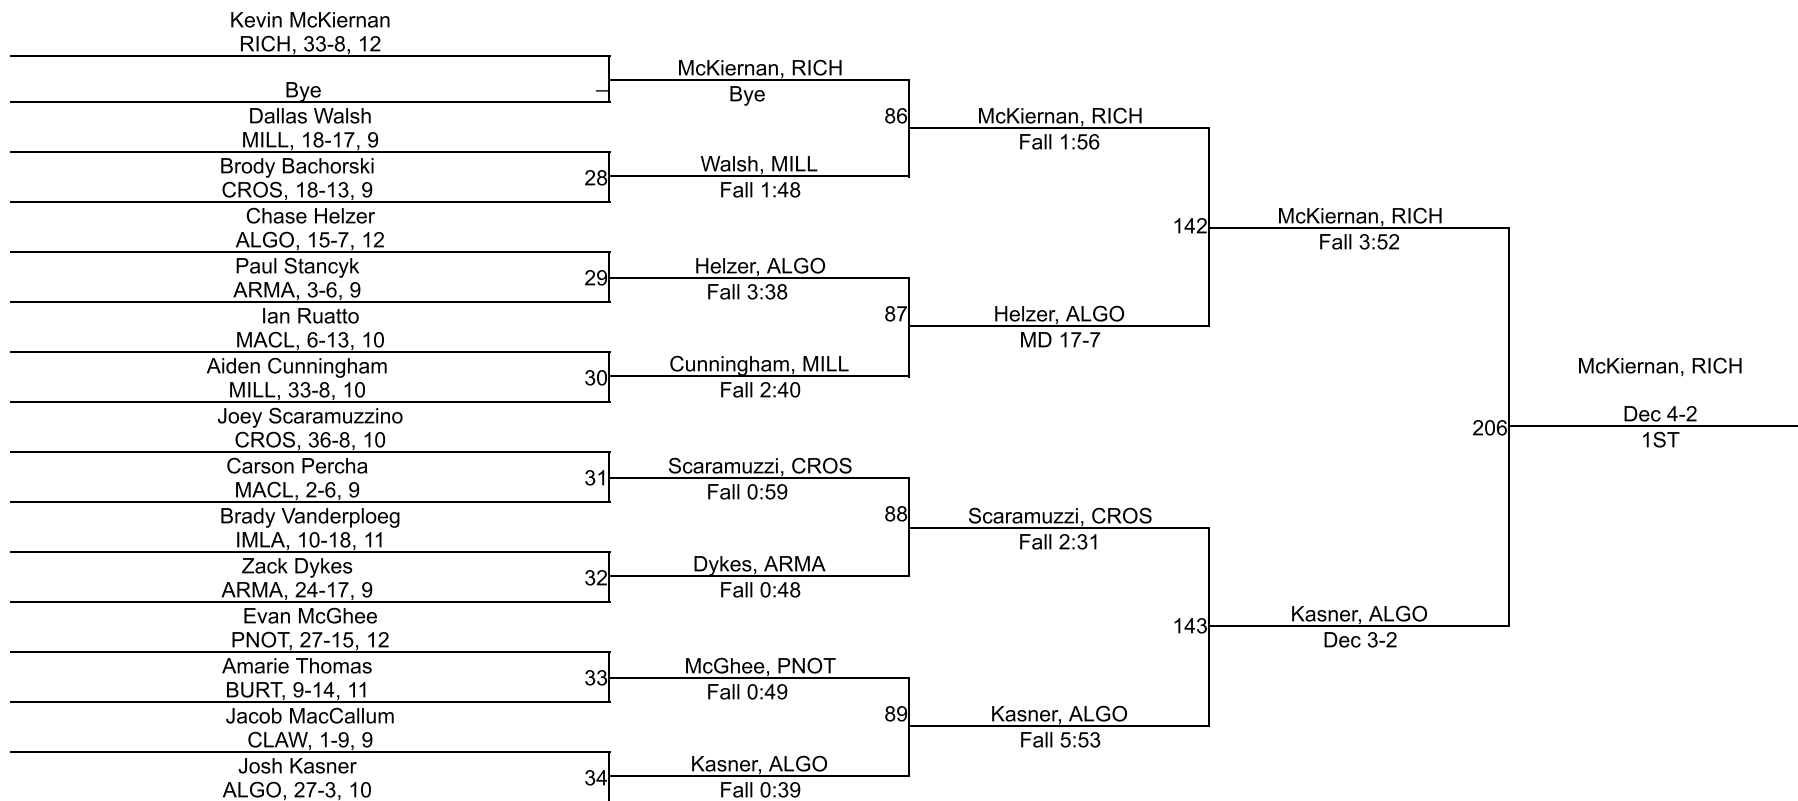 Kevin McKiernan
RICH, 33-8, 12
Bye
Dallas Walsh
MILL, 18-17, 9
Brody Bachorski
CROS, 18-13, 9
28
Chase Helzer
ALGO, 15-7, 12
Paul Stancyk
ARMA, 3-6, 9
29
Ian Ruatto
MACL, 6-13, 10
Aiden Cunningham
MILL, 33-8, 10
30
Joey Scaramuzzino
CROS, 36-8, 10
Carson Percha
MACL, 2-6, 9
31
Brady Vanderploeg
IMLA, 10-18, 11
Zack Dykes
ARMA, 24-17, 9
32
Evan McGhee
PNOT, 27-15, 12
Amarie Thomas
BURT, 9-14, 11
33
Jacob MacCallum
CLAW, 1-9, 9
Josh Kasner
ALGO, 27-3, 10
34
McKiernan, RICH
Bye
86
Walsh, MILL
Fall 1:48
Helzer, ALGO
Fall 3:38
87
Cunningham, MILL
Fall 2:40
Scaramuzzi, CROS
Fall 0:59
88
Dykes, ARMA
Fall 0:48
McGhee, PNOT
Fall 0:49
89
Kasner, ALGO
Fall 0:39
McKiernan, RICH
Fall 1:56
142
Helzer, ALGO
MD 17-7
Scaramuzzi, CROS
Fall 2:31
143
Kasner, ALGO
Fall 5:53
McKiernan, RICH
Fall 3:52
206
Kasner, ALGO
Dec 3-2
McKiernan, RICH
Dec 4-2
1ST